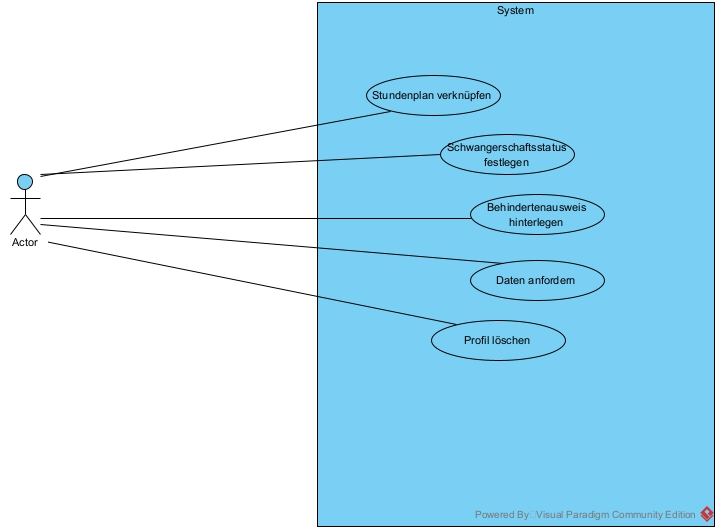 System
Stundenplan verknüpfen
Schwangerschaftsstatus
festlegen
Behindertenausweis
hinterlegen
Actor
Daten anfordern
Profil löschen
Powered By: Visual Paradigm Community Edition